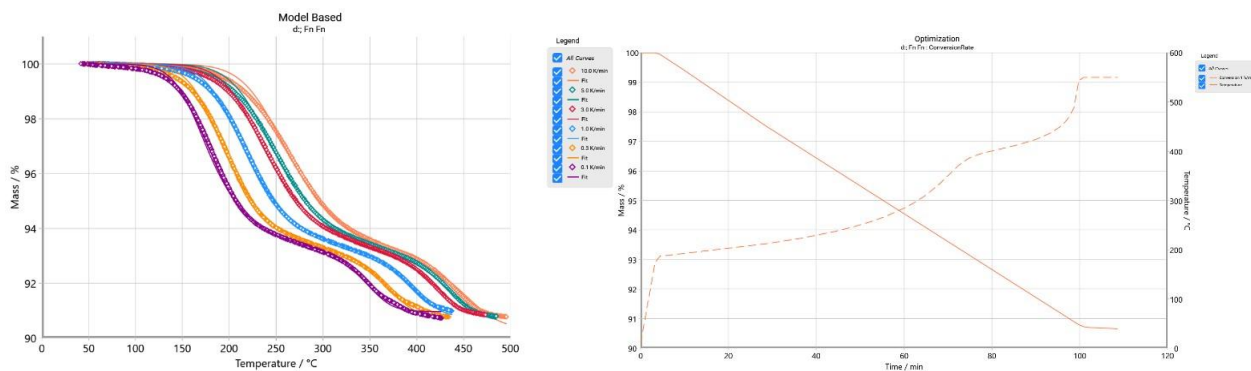 Model Based
d:; Fn Fn
100
98
96
94
92
90
Mass / %
0 50 100 150 200 250 300 350 400 450 500
Temperature / °C
Legend
All Curves
10.0 K/min
Fit
5.0 K/min
Fit
3.0 K/min
Fit
1.0 K/min
Fit
0.3 K/min
Fit
0.1 K/min
Fit
Optimization
d:; Fn Fn : ConversionRate
100
99
98
97
96
95
94
93
92
91
90
Mass / %
0 20 40 60 80 100 120
Time / min
600
500
400
300
200
100
0
Temperature / °C
Legend
All Curves
Temperature